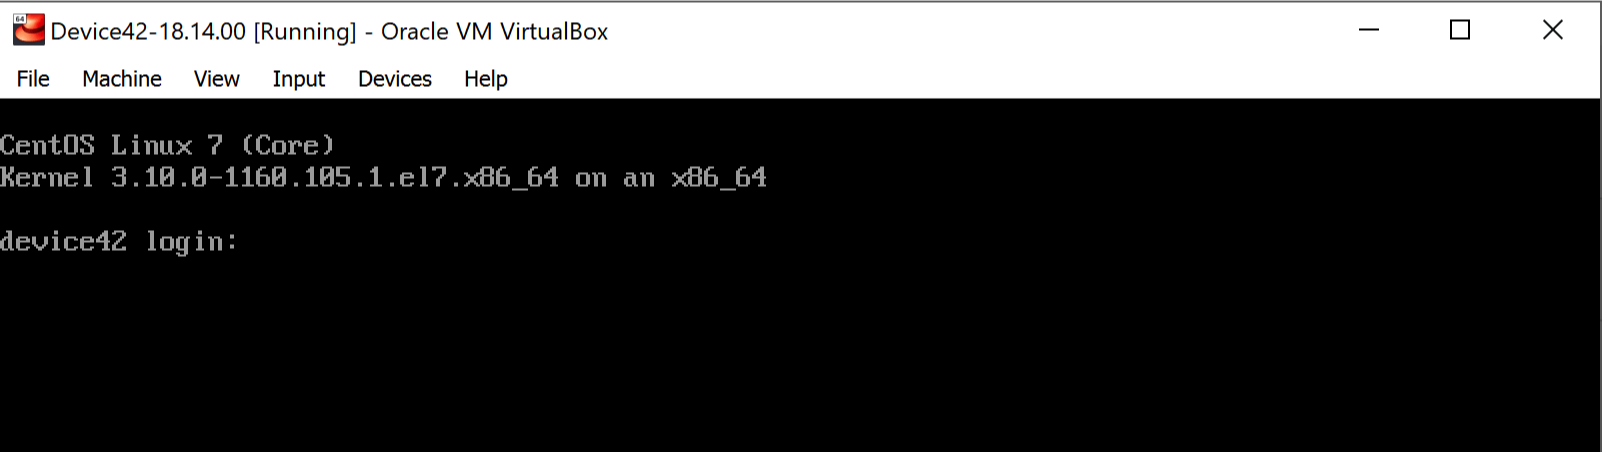 64
Device42-18.14.00 [Running] - Oracle VM VirtualBox
File Machine View Input Devices Help
CentOS Linux 7 (Core)
Kernel 3.10.0-1160.105.1.el7.x86_64 on an x86_64
device42 login: